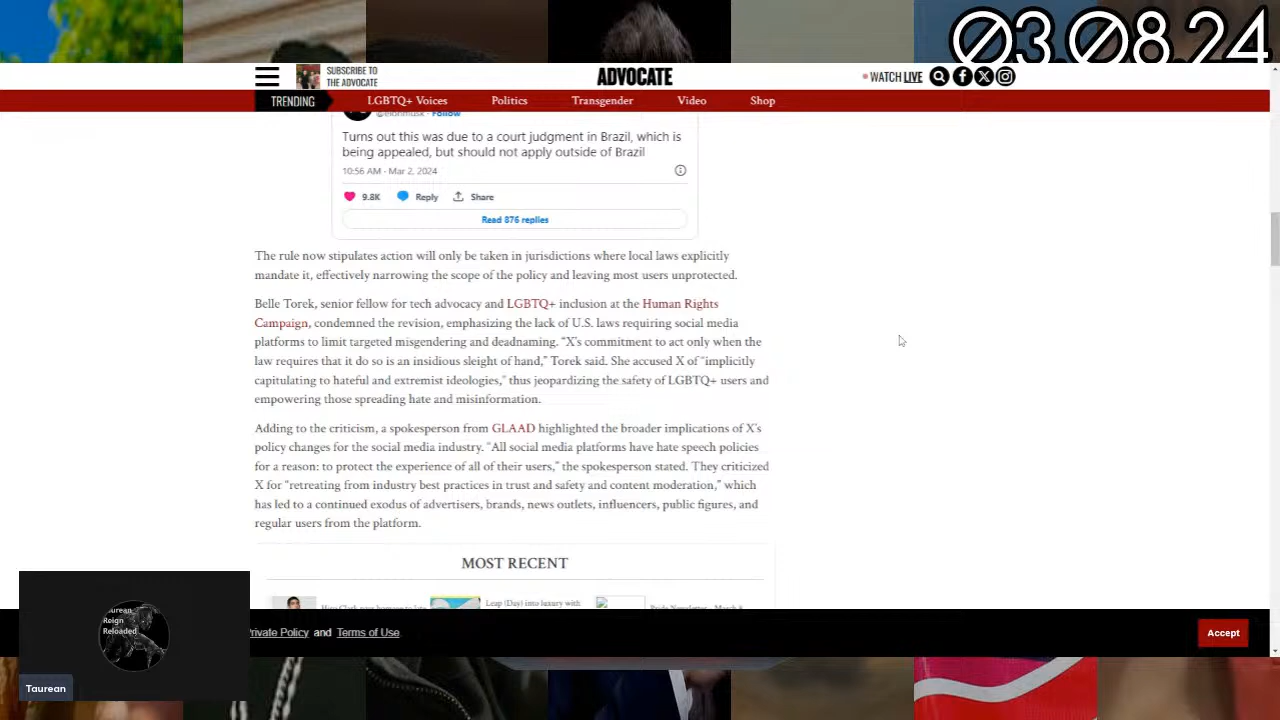 03.08.24
SUBSCRIBE TO
THE ADVOCATE
ADVOCATE
WATCH LIVE
TRENDING
LGBTQ+ Voices
Politics
Transgender
Video
Shop
@elonmusk · Follow
Turns out this was due to a court judgment in Brazil, which is
being appealed, but should not apply outside of Brazil
10:56 AM · Mar 2, 2024
9.8K
Reply
Share
Read 876 replies
The rule now stipulates action will only be taken in jurisdictions where local laws explicitly
mandate it, effectively narrowing the scope of the policy and leaving most users unprotected.
Belle Torek, senior fellow for tech advocacy and LGBTQ+ inclusion at the Human Rights
Campaign, condemned the revision, emphasizing the lack of U.S. laws requiring social media
platforms to limit targeted misgendering and deadnaming. “X’s commitment to act only when the
law requires that it do so is an insidious sleight of hand,” Torek said. She accused X of “implicitly
capitulating to hateful and extremist ideologies,” thus jeopardizing the safety of LGBTQ+ users and
empowering those spreading hate and misinformation.
Adding to the criticism, a spokesperson from GLAAD highlighted the broader implications of X’s
policy changes for the social media industry. “All social media platforms have hate speech policies
for a reason: to protect the experience of all of their users,” the spokesperson stated. They criticized
X for “retreating from industry best practices in trust and safety and content moderation,” which
has led to a continued exodus of advertisers, brands, news outlets, influencers, public figures, and
regular users from the platform.
MOST RECENT
Leap (Day) into luxury with
Private Policy and Terms of Use.
Accept
Taurean
Reign
Reloaded
Taurean